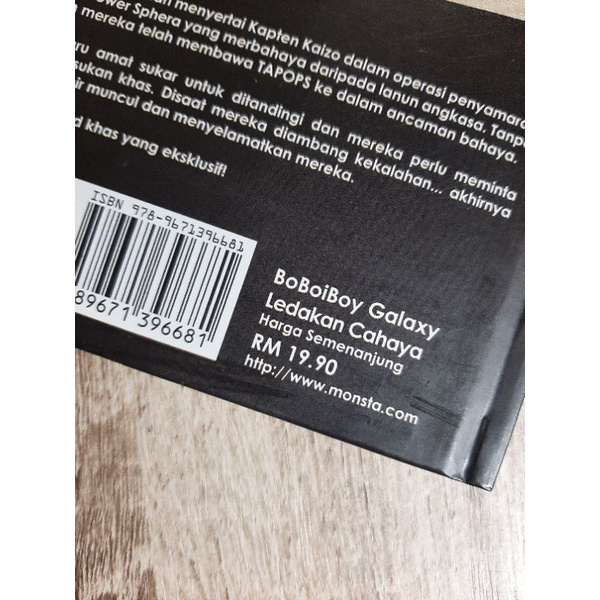 menyertai Kapten Kaizo dalam operasi penyamara
Power Sphera yang merbahaya daripada lanun angkasa. Tanpa
mereka telah membawa TAPOPS ke dalam ancaman bahaya.
ru amat sukar untuk ditandingi dan mereka perlu meminta
sukan khas. Disaat mereka diambang kekalahan... akhirnya
ir muncul dan menyelamatkan mereka.
d khas yang eksklusif!
ISBN 978-9671396681
89671 396681
BoBoiBoy Galaxy
Ledakan Cahaya
Harga Semenanjung
RM 19.90
http://www.monsta.com